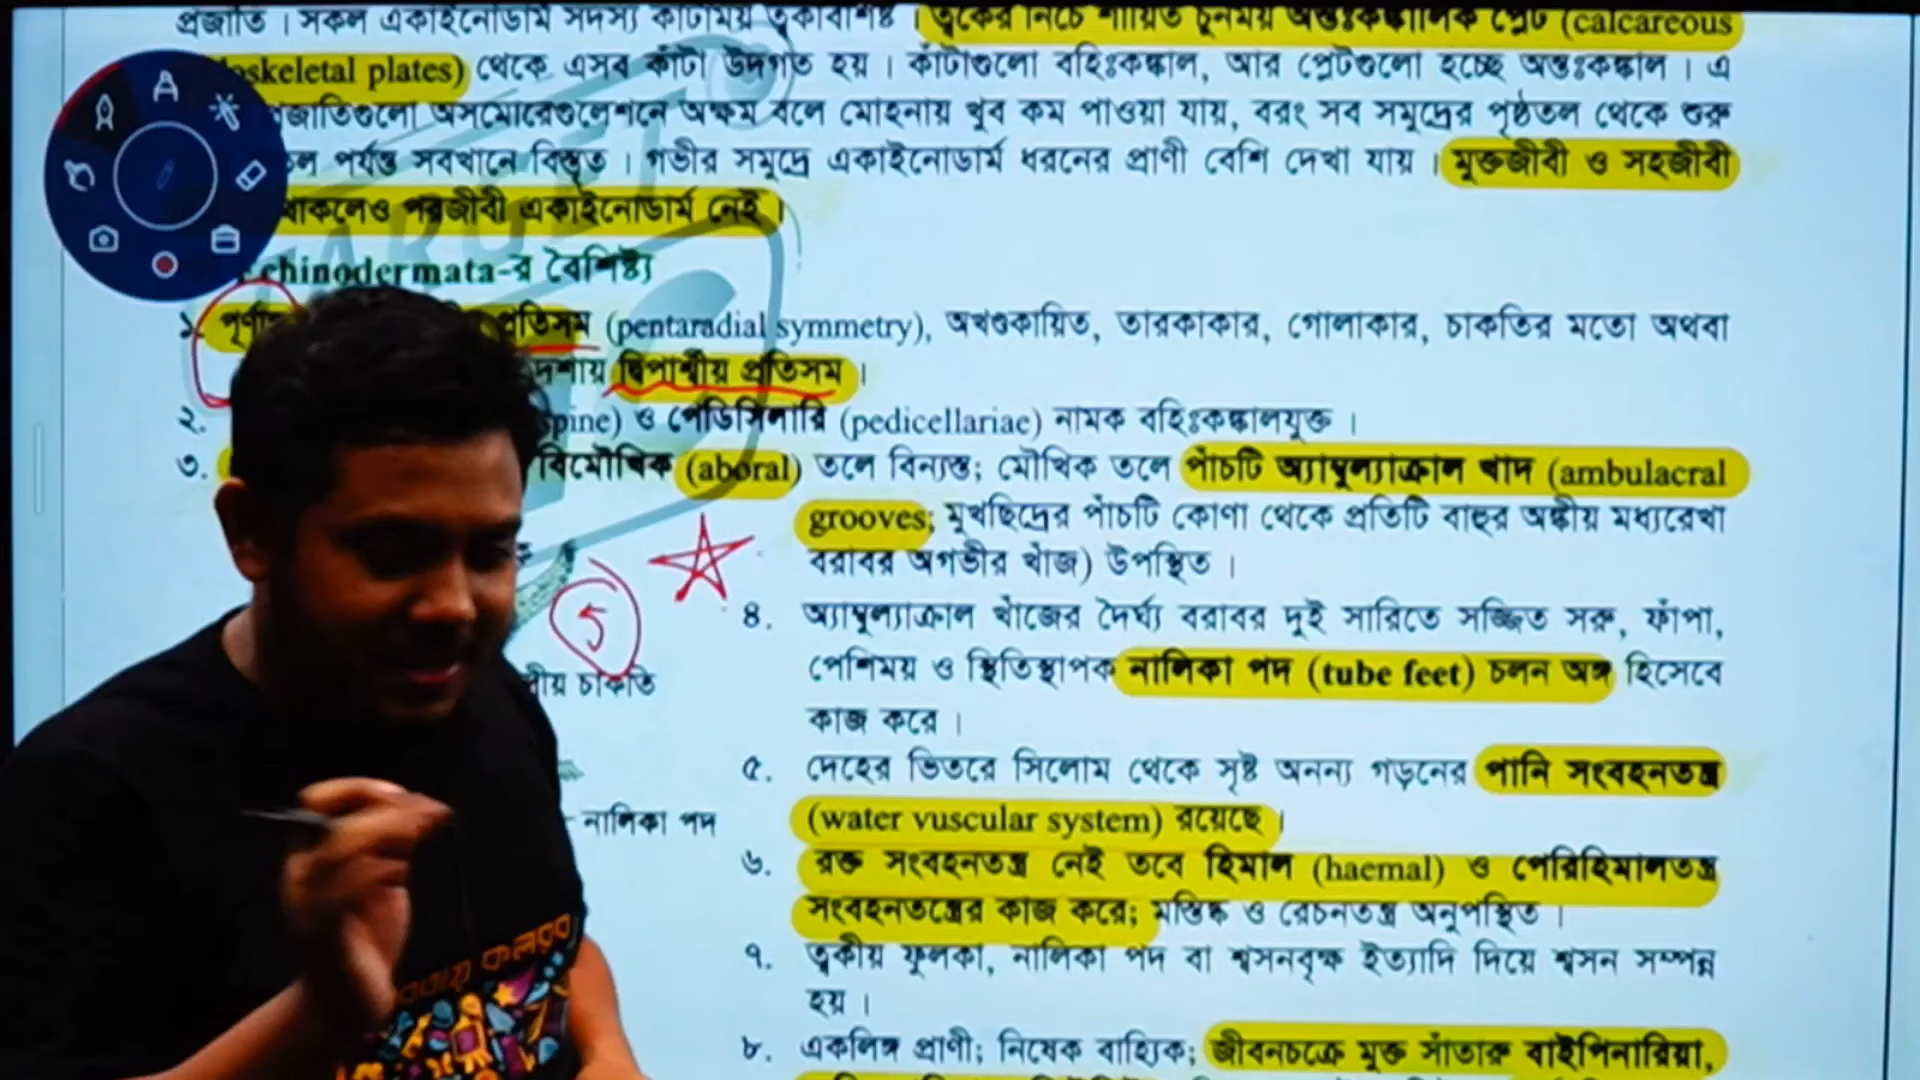 প্রজাতি। সকল একাইনোডার্ম সদস্য কাঁটাময় ত্বকবিশিষ্ট। ত্বকের নিচে শায়িত চুনময় অন্তঃকঙ্কালিক প্লেট (calcareous
skeletal plates) থেকে এসব কাঁটা উদগত হয়। কাঁটাগুলো বহিঃকঙ্কাল, আর প্লেটগুলো হচ্ছে অন্তঃকঙ্কাল। এ
অসমোরেগুলেশনে অক্ষম বলে মোহনায় খুব কম পাওয়া যায়, বরং সব সমুদ্রের পৃষ্ঠতল থেকে শুরু
পর্যন্ত সবখানে বিস্তৃত। গভীর সমুদ্রে একাইনোডার্ম ধরনের প্রাণী বেশি দেখা যায়। মুক্তজীবী ও সহজীবী
থাকলেও পরজীবী একাইনোডার্ম নেই।
chinodermata-র বৈশিষ্ট্য
১. প্রতিসম (pentaradial symmetry), অখণ্ডকায়িত, তারকাকার, গোলাকার, চাকতির মতো অথবা
দশায় দ্বিপার্শ্বীয় প্রতিসম।
২. spine) ও পেডিসিলারি (pedicellariae) নামক বহিঃকঙ্কালযুক্ত।
৩. বিমৌখিক (aboral) তলে বিন্যস্ত; মৌখিক তলে পাঁচটি অ্যাম্বুল্যাক্রাল খাদ (ambulacral
grooves; মুখছিদ্রের পাঁচটি কোণা থেকে প্রতিটি বাহুর অঙ্কীয় মধ্যরেখা
বরাবর অগভীর খাঁজ) উপস্থিত।
5
৪. অ্যাম্বুল্যাক্রাল খাঁজের দৈর্ঘ্য বরাবর দুই সারিতে সজ্জিত সরু, ফাঁপা,
পেশিময় ও স্থিতিস্থাপক নালিকা পদ (tube feet) চলন অঙ্গ হিসেবে
চাকতি
কাজ করে।
৫. দেহের ভিতরে সিলোম থেকে সৃষ্ট অনন্য গড়নের পানি সংবহনতন্ত্র
(water vuscular system) রয়েছে।
নালিকা পদ
৬. রক্ত সংবহনতন্ত্র নেই তবে হিমাল (haemal) ও পেরিহিমালতন্ত্র
সংবহনতন্ত্রের কাজ করে; মস্তিষ্ক ও রেচনতন্ত্র অনুপস্থিত।
৭. ত্বকীয় ফুলকা, নালিকা পদ বা শ্বসনবৃক্ষ ইত্যাদি দিয়ে শ্বসন সম্পন্ন
হয়।
৮. একলিঙ্গ প্রাণী; নিষেক বাহ্যিক; জীবনচক্রে মুক্ত সাঁতারু বাইপিনারিয়া,